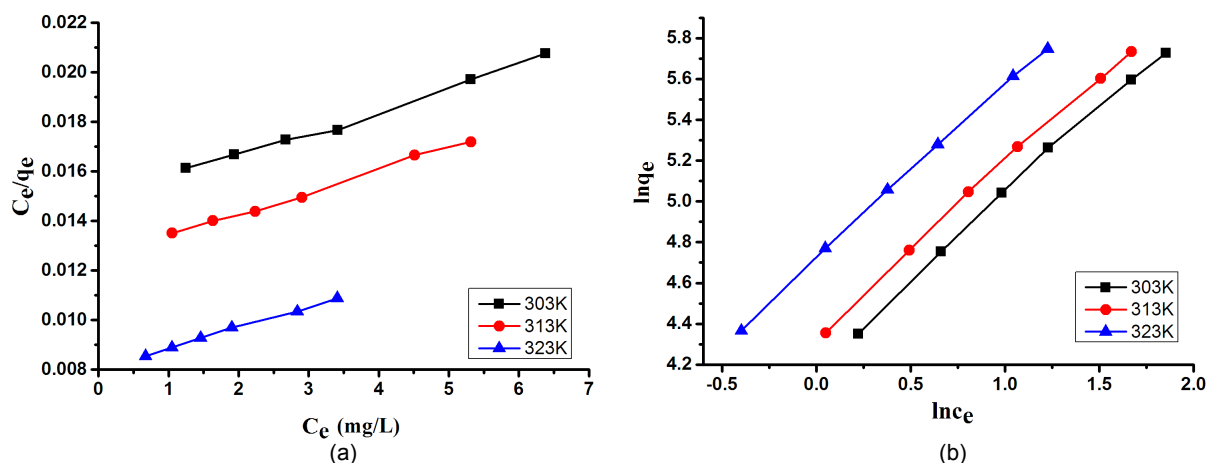 0.022
0.020
0.018
0.016
0.014
0.012
0.010
0.008
Ce/qe
0 1 2 3 4 5 6 7
Ce (mg/L)
303K
313K
323K
(a)
5.8
5.6
5.4
5.2
5.0
4.8
4.6
4.4
4.2
lnqe
-0.5 0.0 0.5 1.0 1.5 2.0
lnce
303K
313K
323K
(b)